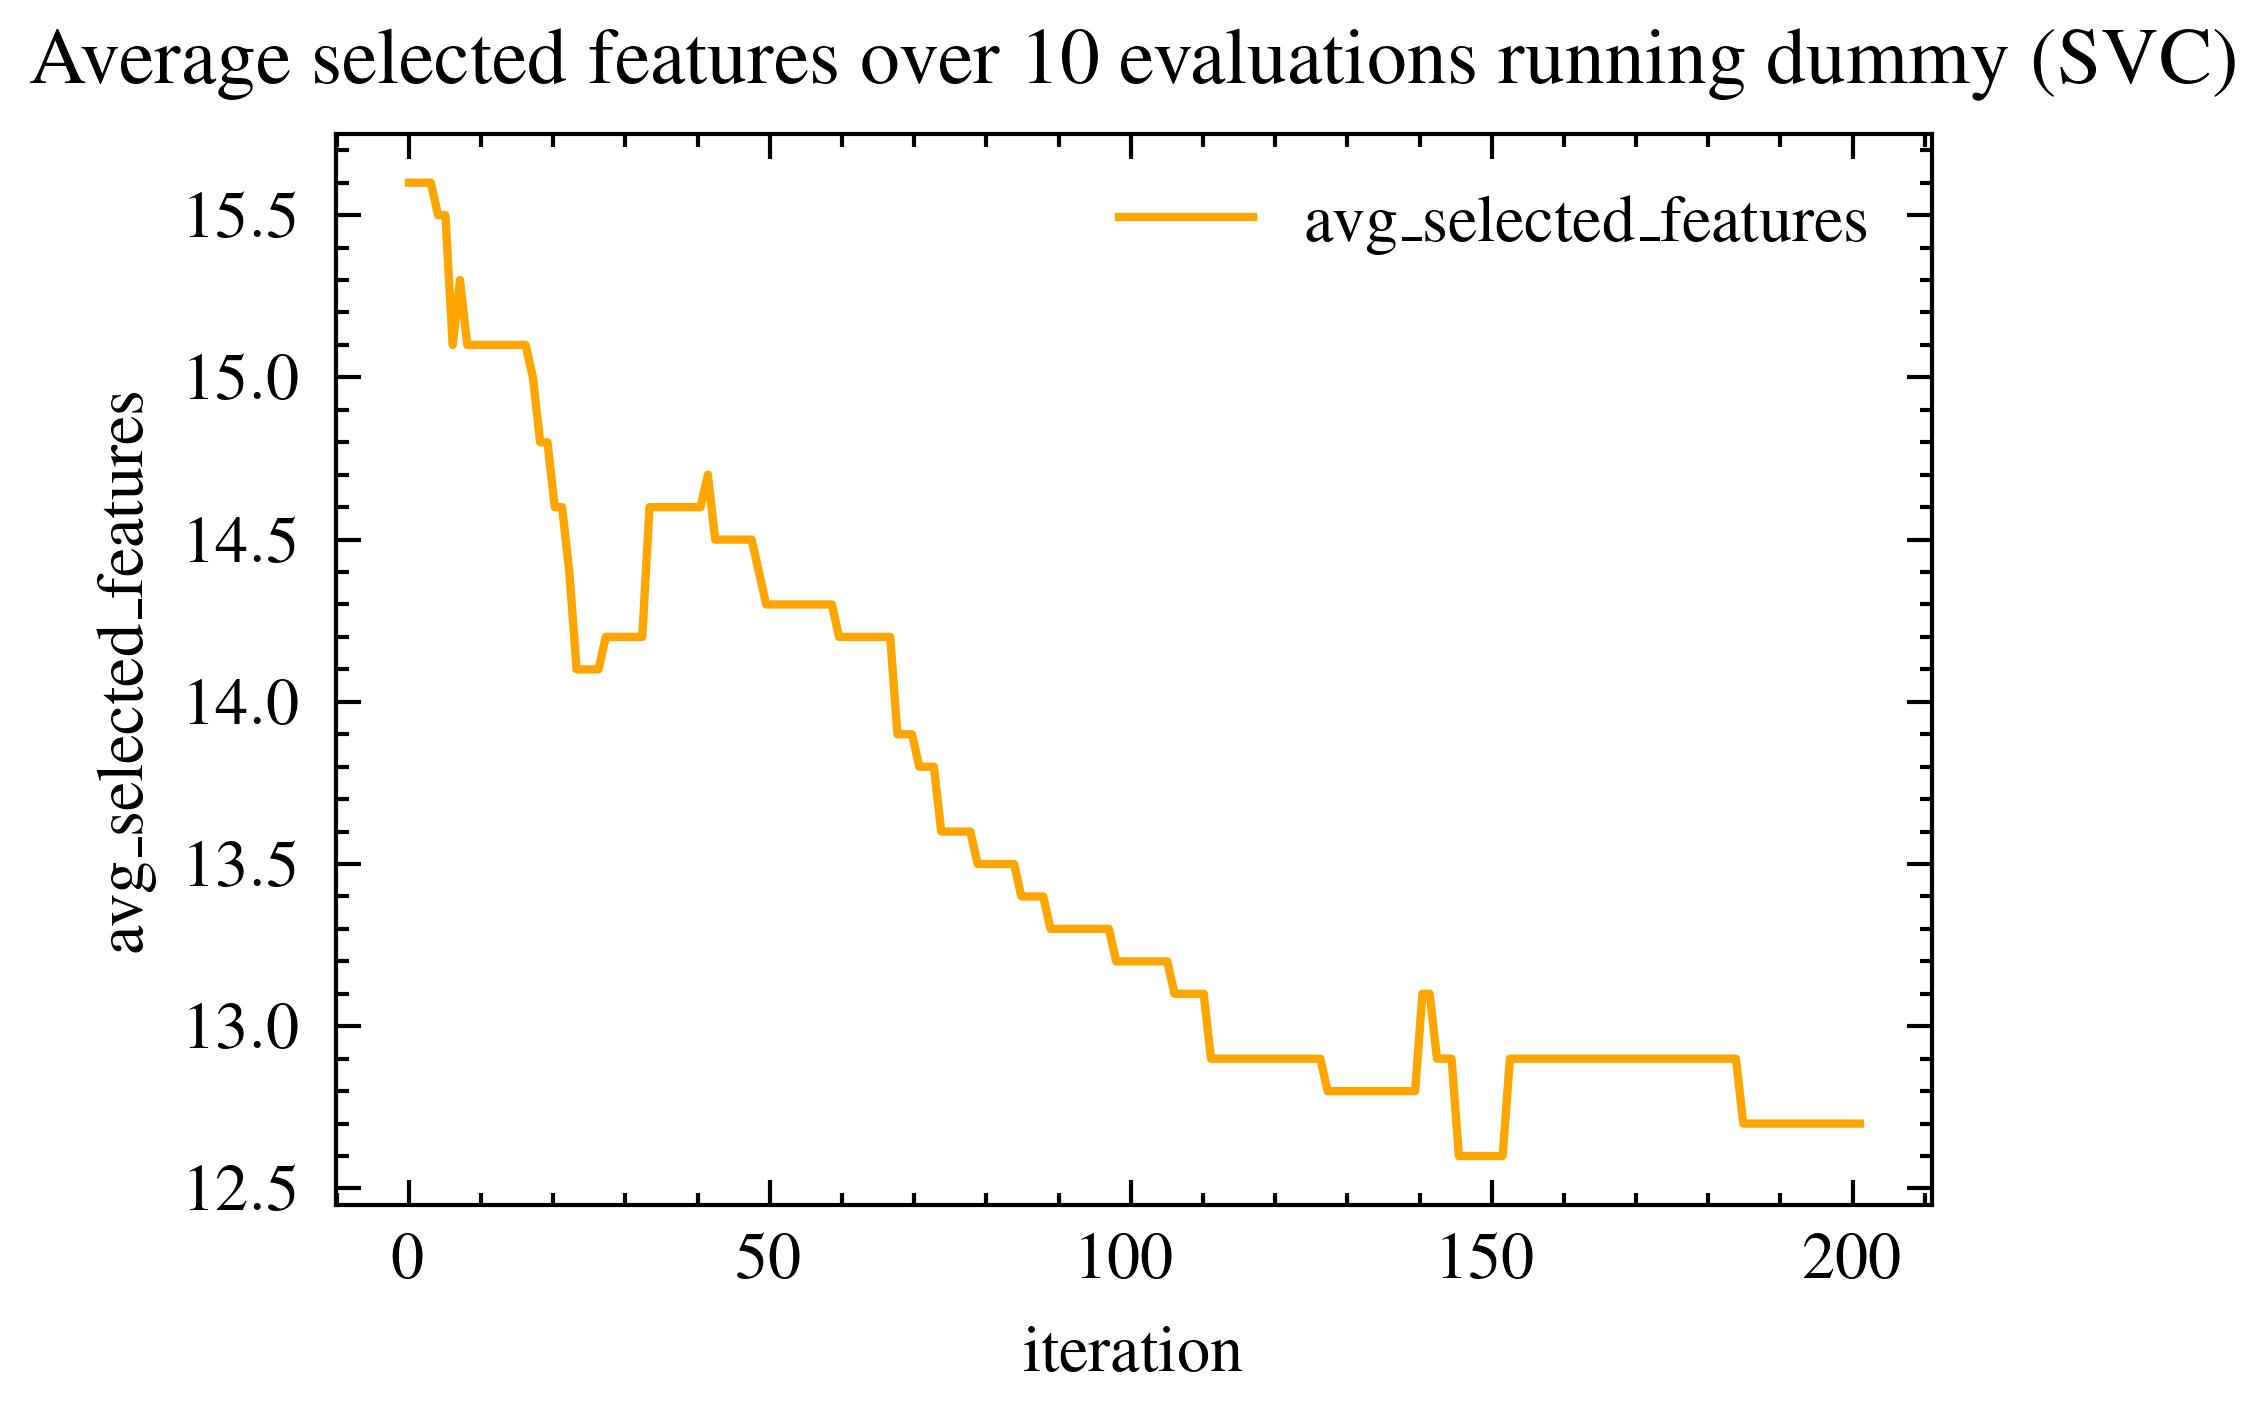 Average selected features over 10 evaluations running dummy (SVC)
avg_selected_features
avg_selected_features
15.5
15.0
14.5
14.0
13.5
13.0
12.5
0 50 100 150 200
iteration